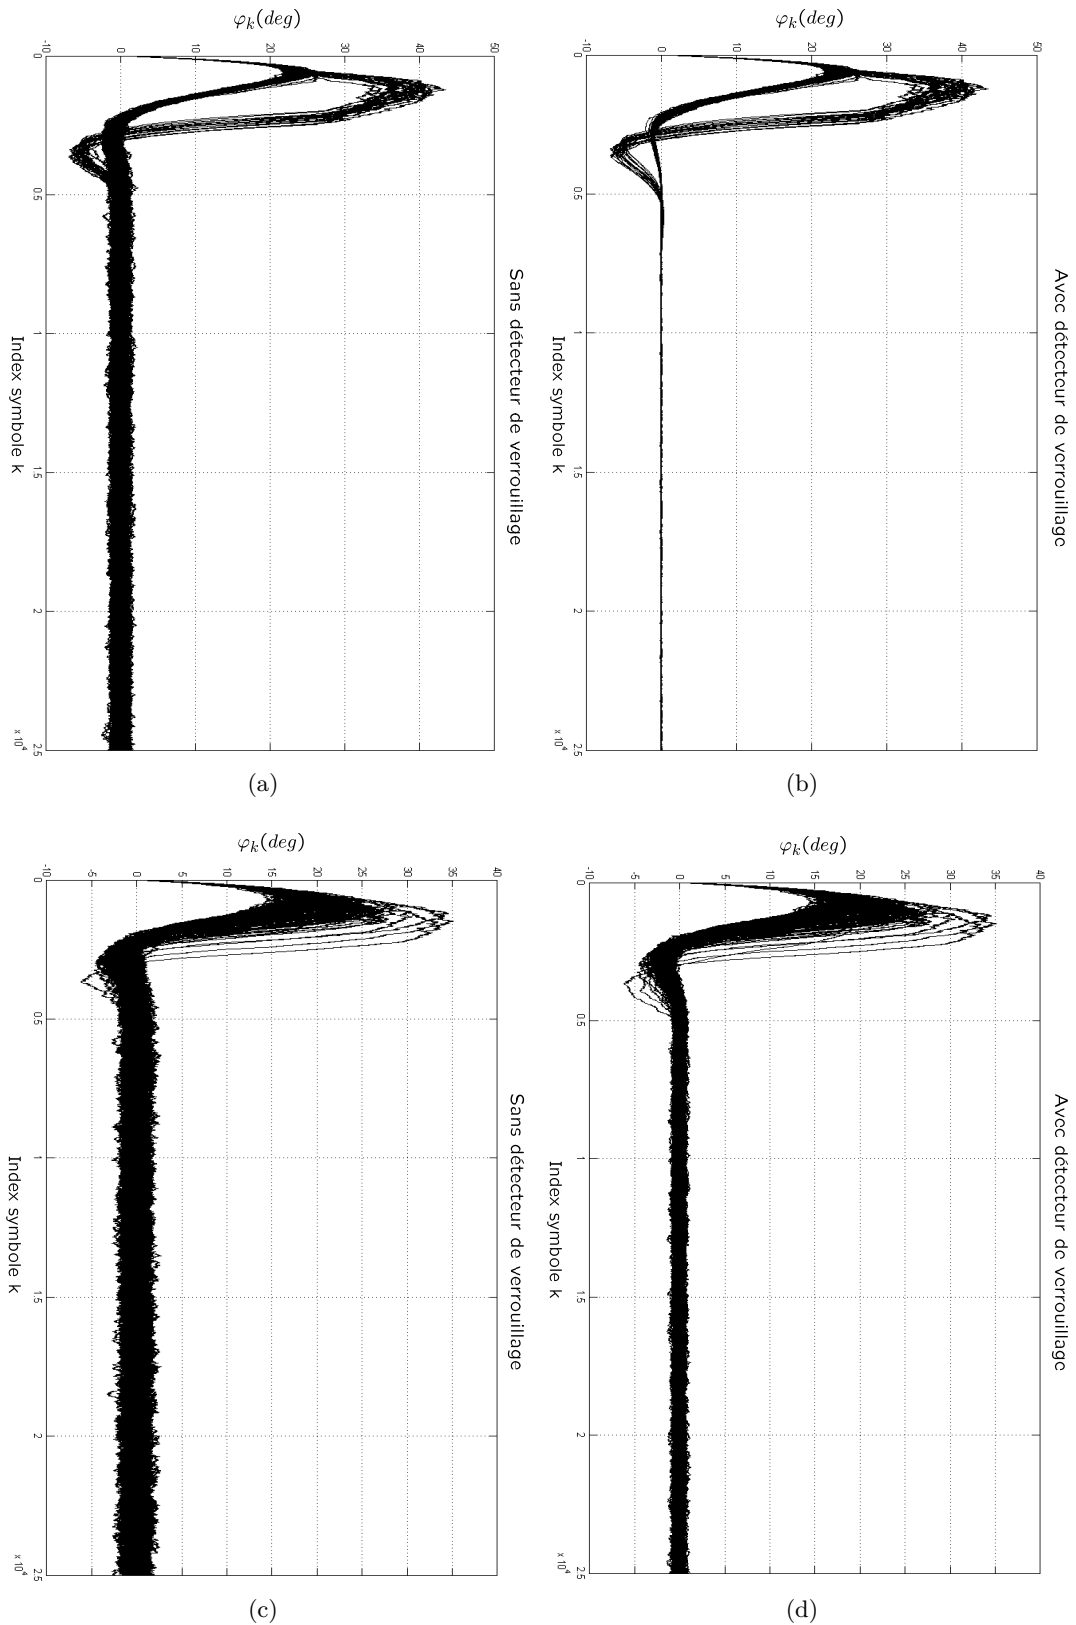 φk(deg)
-10 0 10 20 30 40 50
0 0.5 1 1.5 2 2.5
x 10^4
Sans détecteur de verrouillage
Index symbole k
(a)
φk(deg)
-10 0 10 20 30 40 50
0 0.5 1 1.5 2 2.5
x 10^4
Avec détecteur de verrouillage
Index symbole k
(b)
φk(deg)
-10 -5 0 5 10 15 20 25 30 35 40
0 0.5 1 1.5 2 2.5
x 10^4
Sans détecteur de verrouillage
Index symbole k
(c)
φk(deg)
-10 -5 0 5 10 15 20 25 30 35 40
0 0.5 1 1.5 2 2.5
x 10^4
Avec détecteur de verrouillage
Index symbole k
(d)